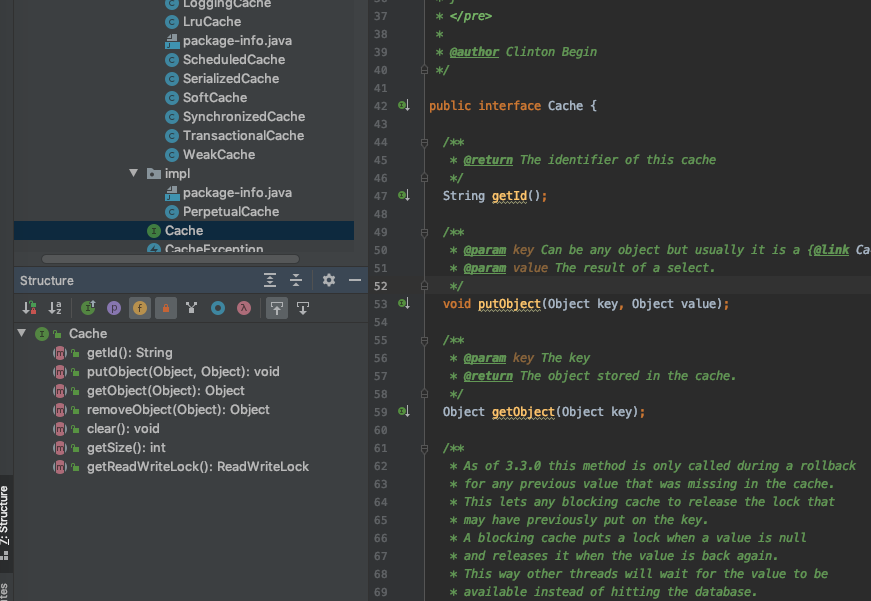 LoggingCache
LruCache
package-info.java
ScheduledCache
SerializedCache
SoftCache
SynchronizedCache
TransactionalCache
WeakCache
impl
package-info.java
PerpetualCache
Cache
CacheException
Structure
Cache
getId(): String
putObject(Object, Object): void
getObject(Object): Object
removeObject(Object): Object
clear(): void
getSize(): int
getReadWriteLock(): ReadWriteLock
Z: Structure
37 * </pre>
38 *
39 * @author Clinton Begin
40 */
41
42 public interface Cache {
43
44 /**
45 * @return The identifier of this cache
46 */
47 String getId();
48
49 /**
50 * @param key Can be any object but usually it is a {@link Ca
51 * @param value The result of a select.
52 */
53 void putObject(Object key, Object value);
54
55 /**
56 * @param key The key
57 * @return The object stored in the cache.
58 */
59 Object getObject(Object key);
60
61 /**
62 * As of 3.3.0 this method is only called during a rollback
63 * for any previous value that was missing in the cache.
64 * This lets any blocking cache to release the lock that
65 * may have previously put on the key.
66 * A blocking cache puts a lock when a value is null
67 * and releases it when the value is back again.
68 * This way other threads will wait for the value to be
69 * available instead of hitting the database.